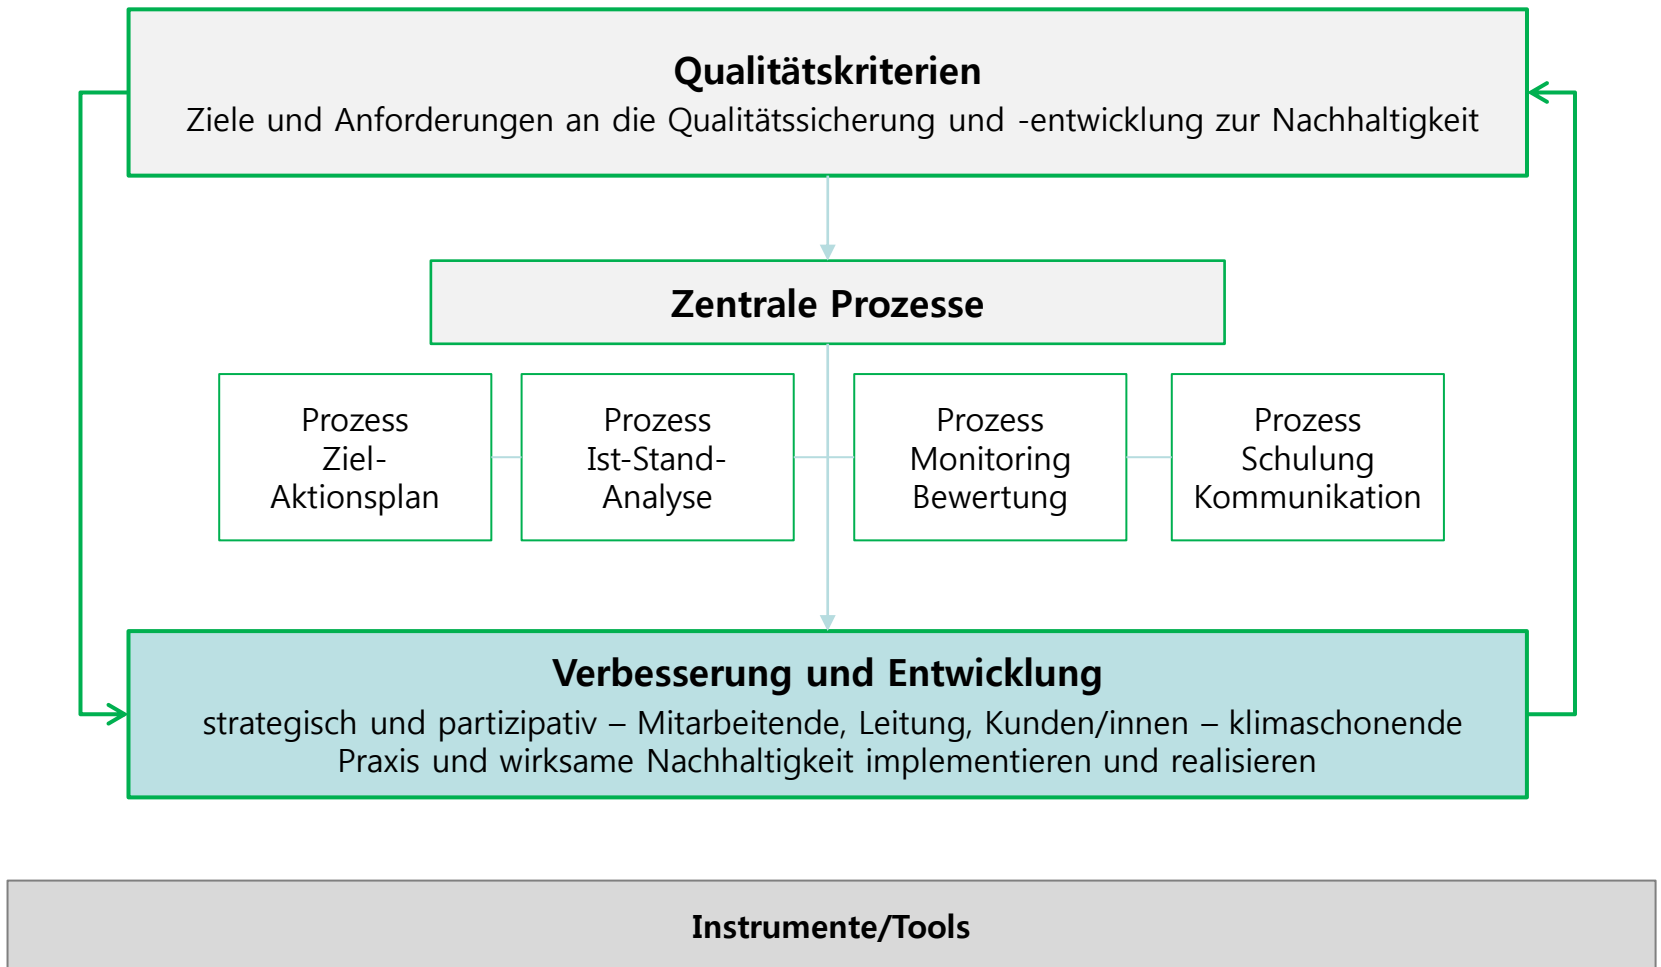 Qualitätskriterien
Ziele und Anforderungen an die Qualitätssicherung und -entwicklung zur Nachhaltigkeit
Zentrale Prozesse
Prozess
Ziel-
Aktionsplan
Prozess
Ist-Stand-
Analyse
Prozess
Monitoring
Bewertung
Prozess
Schulung
Kommunikation
Verbesserung und Entwicklung
strategisch und partizipativ – Mitarbeitende, Leitung, Kunden/innen – klimaschonende
Praxis und wirksame Nachhaltigkeit implementieren und realisieren
Instrumente/Tools